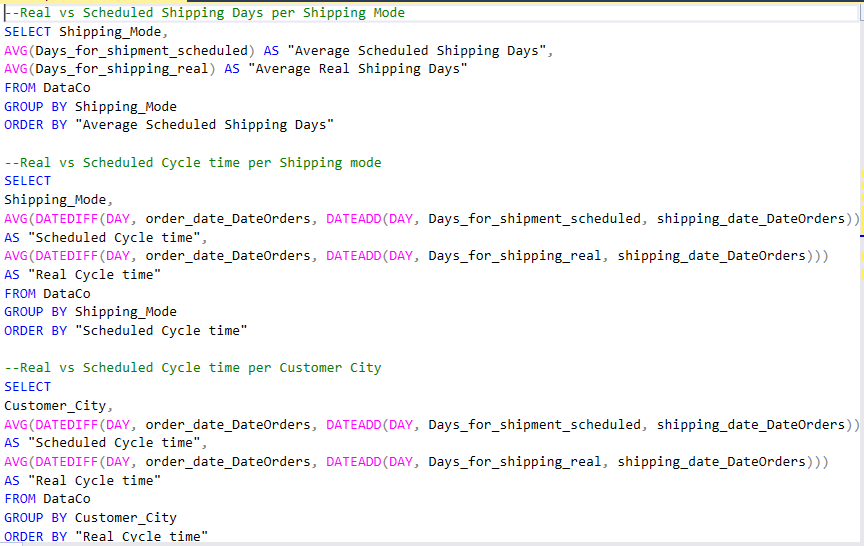 --Real vs Scheduled Shipping Days per Shipping Mode
SELECT Shipping_Mode,
AVG(Days_for_shipment_scheduled) AS "Average Scheduled Shipping Days",
AVG(Days_for_shipping_real) AS "Average Real Shipping Days"
FROM DataCo
GROUP BY Shipping_Mode
ORDER BY "Average Scheduled Shipping Days"
--Real vs Scheduled Cycle time per Shipping mode
SELECT
Shipping_Mode,
AVG(DATEDIFF(DAY, order_date_DateOrders, DATEADD(DAY, Days_for_shipment_scheduled, shipping_date_DateOrders))
AS "Scheduled Cycle time",
AVG(DATEDIFF(DAY, order_date_DateOrders, DATEADD(DAY, Days_for_shipping_real, shipping_date_DateOrders)))
AS "Real Cycle time"
FROM DataCo
GROUP BY Shipping_Mode
ORDER BY "Scheduled Cycle time"
--Real vs Scheduled Cycle time per Customer City
SELECT
Customer_City,
AVG(DATEDIFF(DAY, order_date_DateOrders, DATEADD(DAY, Days_for_shipment_scheduled, shipping_date_DateOrders))
AS "Scheduled Cycle time",
AVG(DATEDIFF(DAY, order_date_DateOrders, DATEADD(DAY, Days_for_shipping_real, shipping_date_DateOrders)))
AS "Real Cycle time"
FROM DataCo
GROUP BY Customer_City
ORDER BY "Real Cycle time"